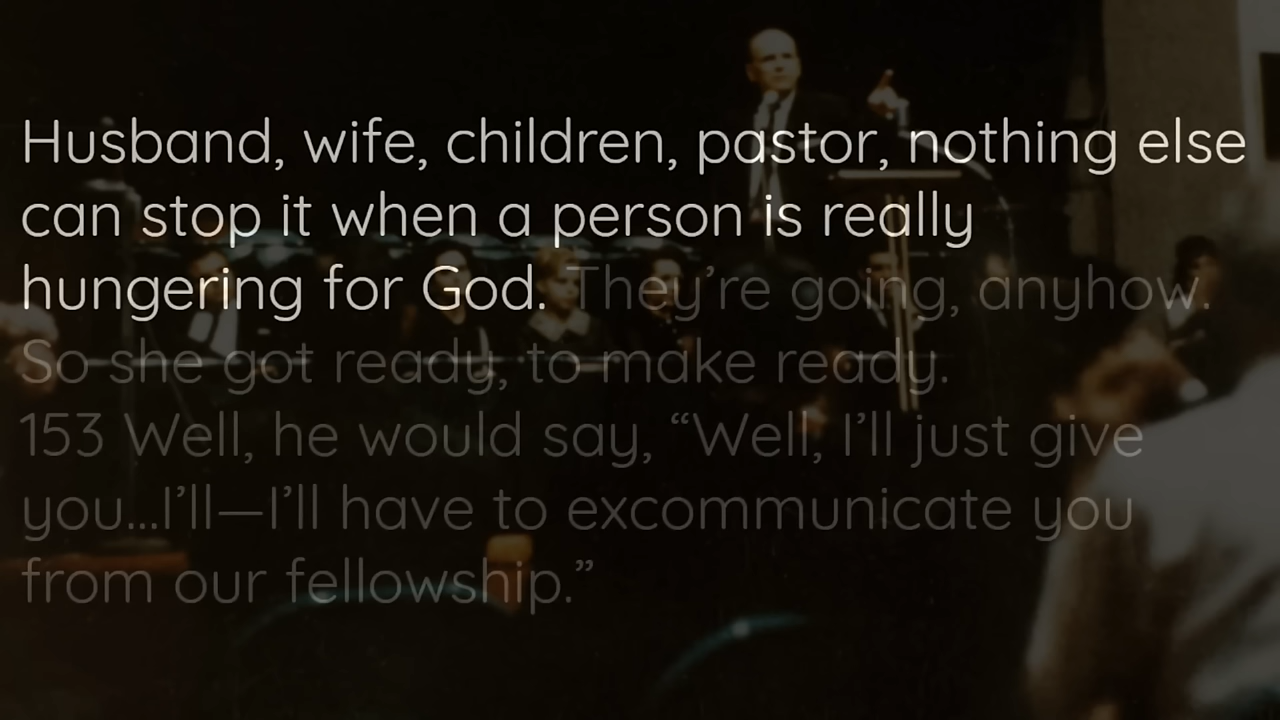 Husband, wife, children, pastor, nothing else
can stop it when a person is really
hungering for God. They’re going, anyhow.
So she got ready, to make ready.
153 Well, he would say, “Well, I’ll just give
you...I’ll—I’ll have to excommunicate you
from our fellowship.”